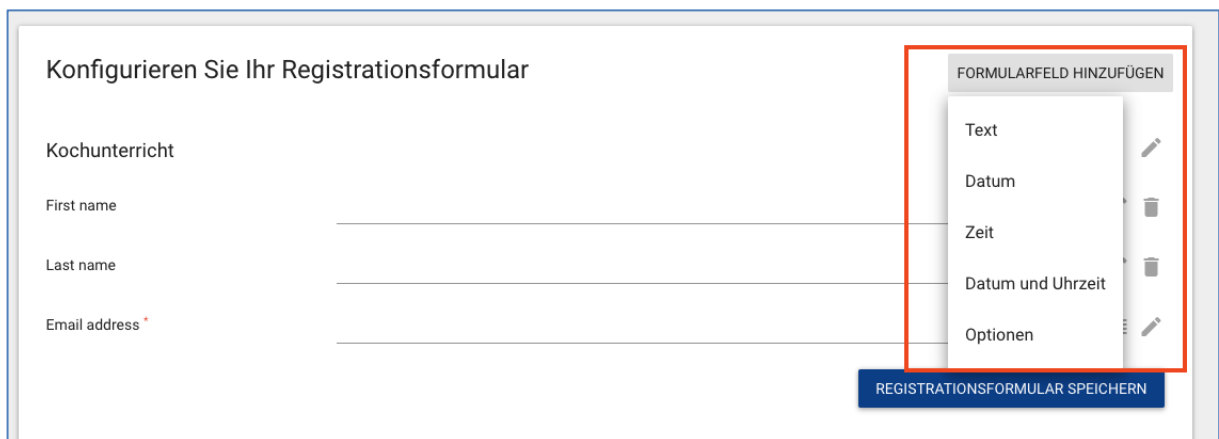 Konfigurieren Sie Ihr Registrationsformular
FORMULARFELD HINZUFÜGEN
Text
Kochunterricht
Datum
First name
Zeit
Last name
Datum und Uhrzeit
Email address *
Optionen
REGISTRATIONSFORMULAR SPEICHERN